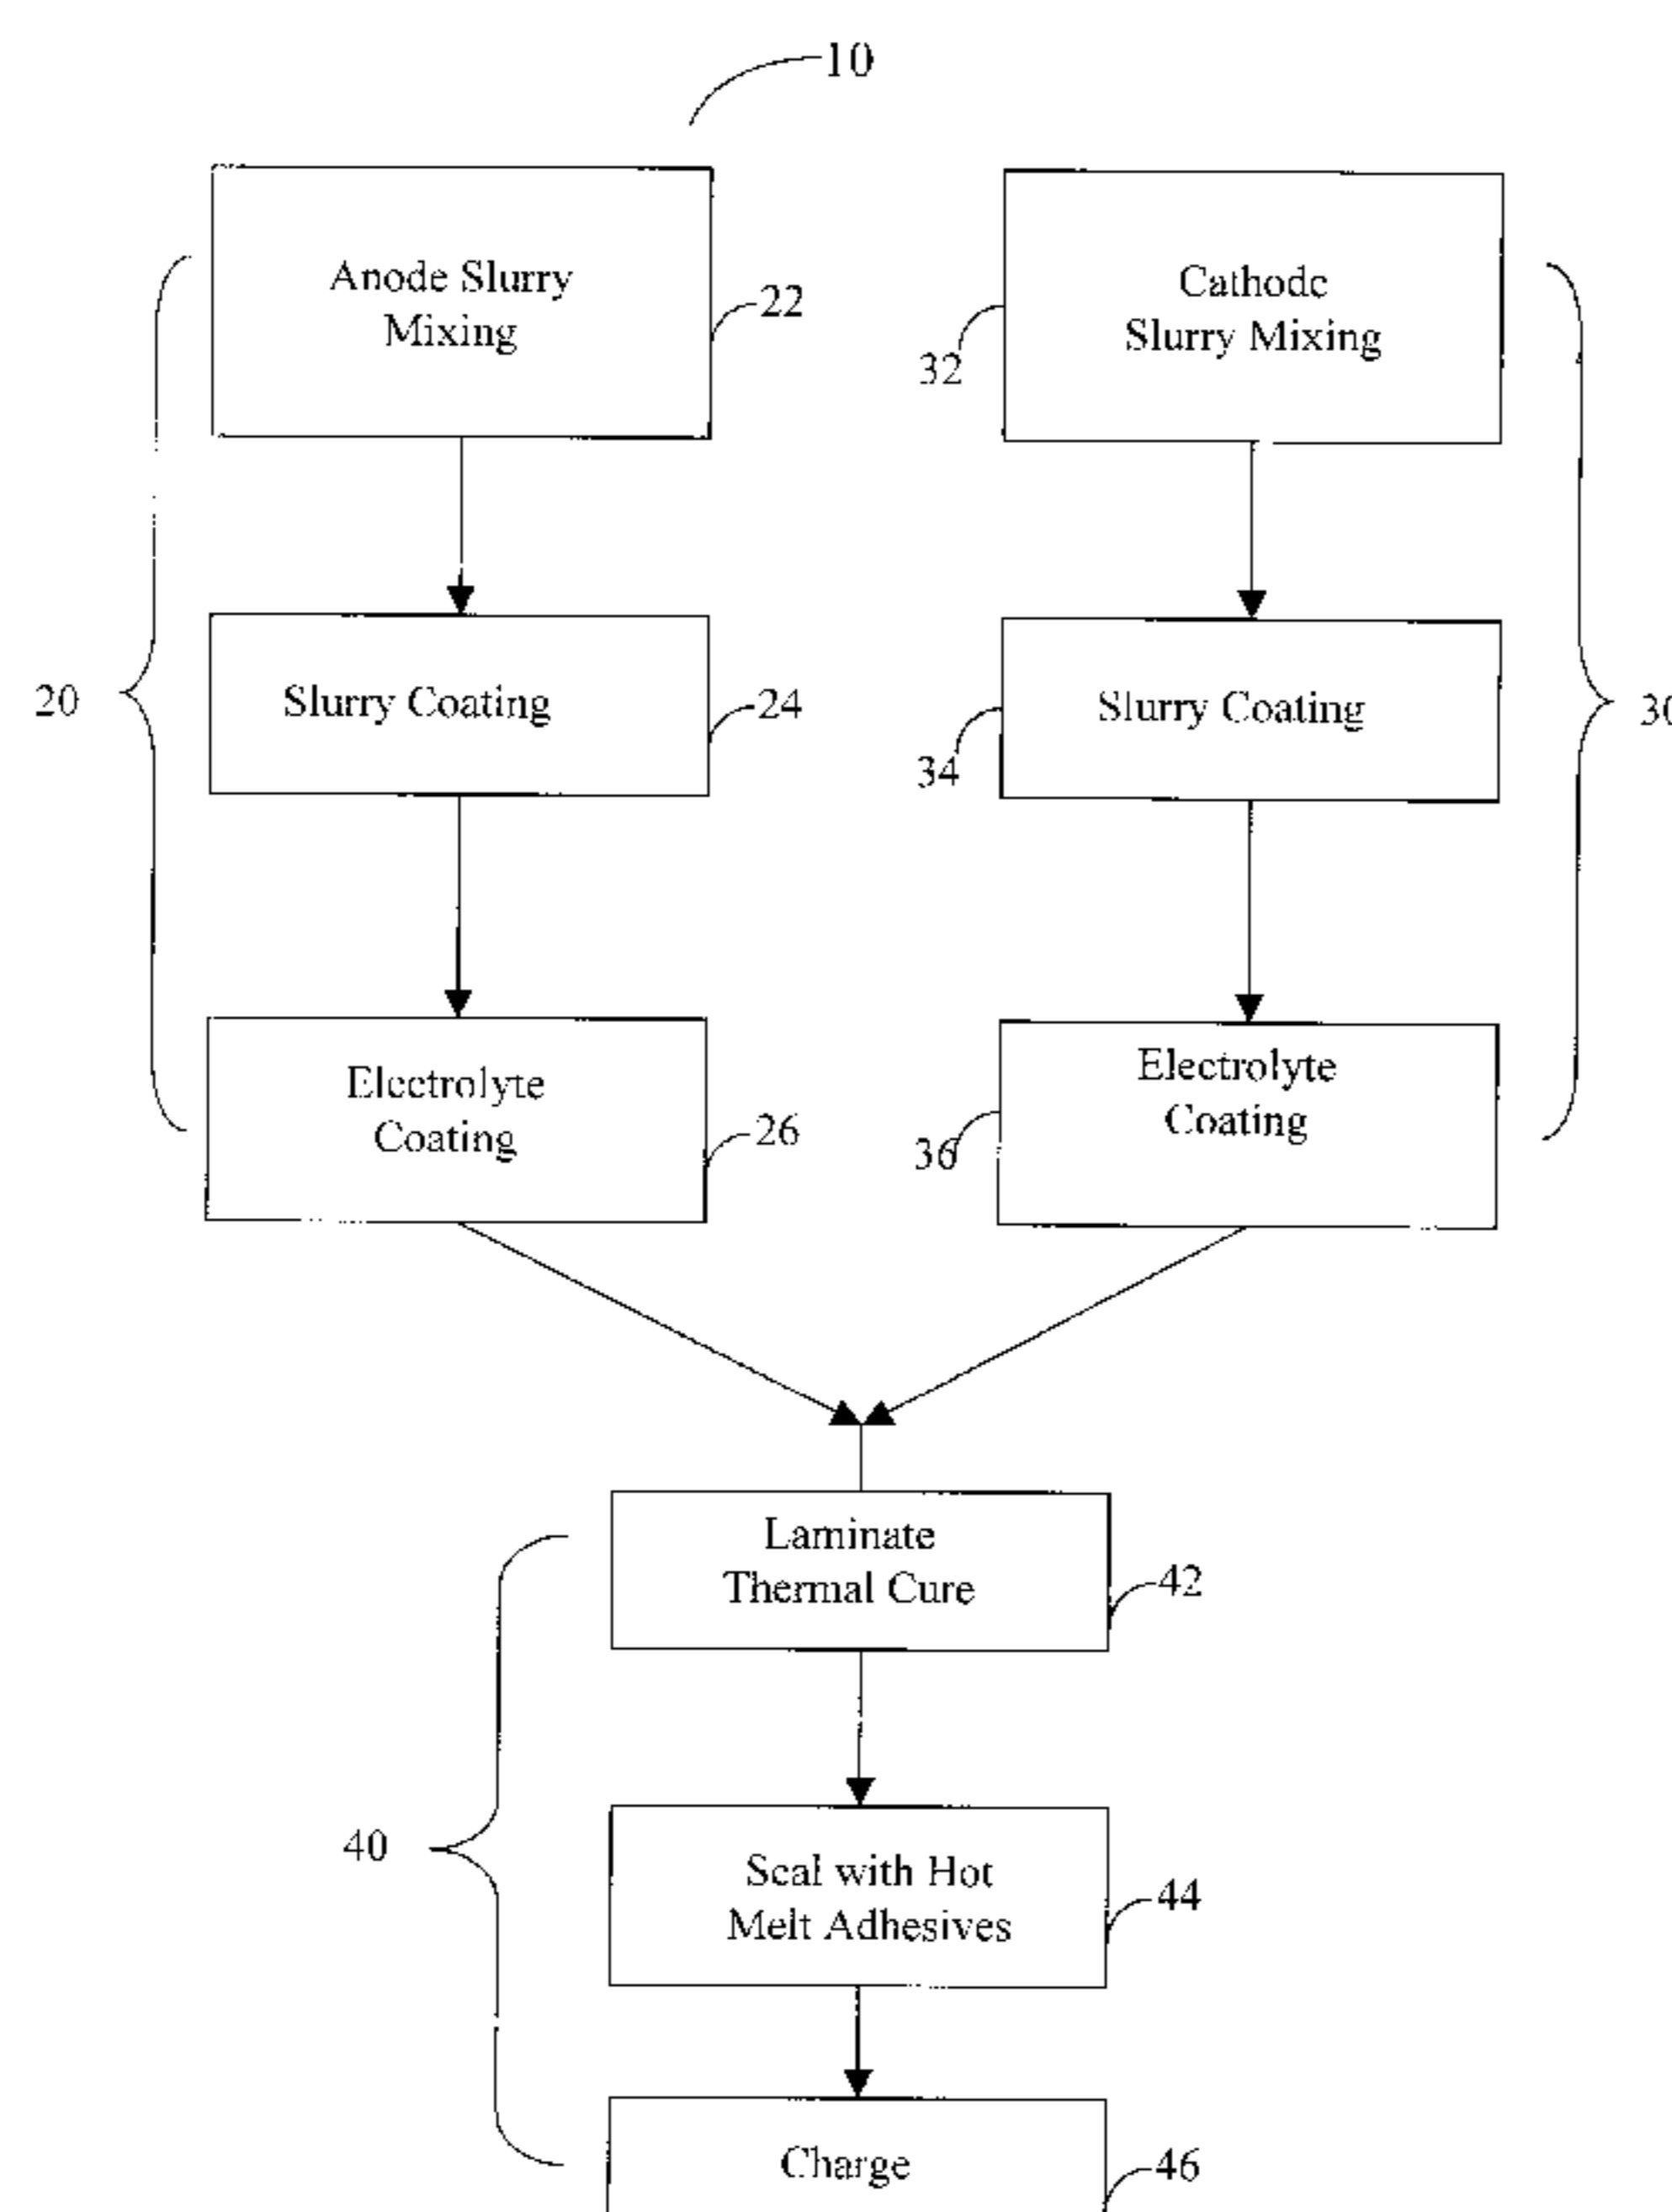 10
Anode Slurry
Mixing
22
Cathode
Slurry Mixing
32
20
Slurry Coating
24
Slurry Coating
34
30
Electrolyte
Coating
26
Electrolyte
Coating
36
Laminate
Thermal Cure
42
40
Seal with Hot
Melt Adhesives
44
Charge
46